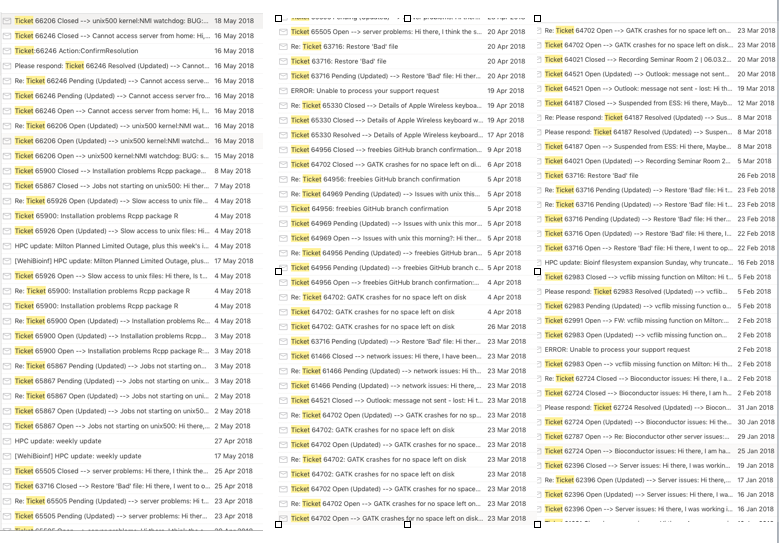 Ticket 66206 Closed --> unix500 kernel:NMI watchdog: BUG:... 18 May 2018
Ticket 66246 Closed --> Cannot access server from home: Hi,... 16 May 2018
Ticket:66246 Action:ConfirmResolution 16 May 2018
Please respond: Ticket 66246 Resolved (Updated) --> Cannot... 16 May 2018
Re: Ticket 66246 Pending (Updated) --> Cannot access serve... 16 May 2018
Ticket 66246 Pending (Updated) --> Cannot access server fro... 16 May 2018
Ticket 66246 Open --> Cannot access server from home: Hi, I... 16 May 2018
Re: Ticket 66206 Open (Updated) --> unix500 kernel:NMI wat... 16 May 2018
Ticket 66206 Open (Updated) --> unix500 kernel:NMI watchd... 16 May 2018
Ticket 66206 Open --> unix500 kernel:NMI watchdog: BUG: s... 15 May 2018
Ticket 65900 Closed --> Installation problems Rcpp package... 8 May 2018
Ticket 65867 Closed --> Jobs not starting on unix500: Hi ther... 7 May 2018
Re: Ticket 65926 Open (Updated) --> Slow access to unix file... 4 May 2018
Ticket 65900: Installation problems Rcpp package R 4 May 2018
Ticket 65926 Open (Updated) --> Slow access to unix files: Hi... 4 May 2018
HPC update: Milton Planned Limited Outage, plus this week's i... 4 May 2018
[WehiBioinf] HPC update: Milton Planned Limited Outage, plus... 17 May 2018
Ticket 65926 Open --> Slow access to unix files: Hi there, Is t... 4 May 2018
Re: Ticket 65900: Installation problems Rcpp package R 4 May 2018
Ticket 65900: Installation problems Rcpp package R 4 May 2018
Re: Ticket 65900 Open (Updated) --> Installation problems Rc... 4 May 2018
Ticket 65900 Open (Updated) --> Installation problems Rcpp... 3 May 2018
Ticket 65900 Open --> Installation problems Rcpp package R... 3 May 2018
Re: Ticket 65867 Pending (Updated) --> Jobs not starting on... 3 May 2018
Ticket 65867 Pending (Updated) --> Jobs not starting on unix... 3 May 2018
Re: Ticket 65867 Open (Updated) --> Jobs not starting on uni... 2 May 2018
Ticket 65867 Open (Updated) --> Jobs not starting on unix50... 2 May 2018
Ticket 65867 Open --> Jobs not starting on unix500: Hi there,... 2 May 2018
HPC update: weekly update 27 Apr 2018
[WehiBioinf] HPC update: weekly update 17 May 2018
Ticket 65505 Closed --> server problems: Hi there, I think the... 25 Apr 2018
Ticket 63716 Closed --> Restore 'Bad' file: Hi there, I went to o... 25 Apr 2018
Re: Ticket 65505 Pending (Updated) --> server problems: Hi t... 23 Apr 2018
Ticket 65505 Pending (Updated) --> server problems: Hi ther... 23 Apr 2018
Ticket 65505 Open --> server problems: Hi there, I think the s... 20 Apr 2018
Re: Ticket 63716: Restore 'Bad' file 20 Apr 2018
Ticket 63716: Restore 'Bad' file 20 Apr 2018
Ticket 63716 Pending (Updated) --> Restore 'Bad' file: Hi ther... 20 Apr 2018
ERROR: Unable to process your support request 19 Apr 2018
Re: Ticket 65330 Closed --> Details of Apple Wireless keyboa... 19 Apr 2018
Ticket 65330 Closed --> Details of Apple Wireless keyboard w... 19 Apr 2018
Ticket 65330 Resolved --> Details of Apple Wireless keyboard... 17 Apr 2018
Ticket 64956 Closed --> freebies GitHub branch confirmation... 9 Apr 2018
Ticket 64702 Closed --> GATK crashes for no space left on di... 6 Apr 2018
Re: Ticket 64969 Pending (Updated) --> Issues with unix this... 4 Apr 2018
Ticket 64956: freebies GitHub branch confirmation 4 Apr 2018
Ticket 64969 Pending (Updated) --> Issues with unix this mor... 4 Apr 2018
Ticket 64969 Open --> Issues with unix this morning?: Hi ther... 4 Apr 2018
Re: Ticket 64956 Pending (Updated) --> freebies GitHub bran... 4 Apr 2018
Ticket 64956 Pending (Updated) --> freebies GitHub branch c... 4 Apr 2018
Ticket 64956 Open --> freebies GitHub branch confirmation:... 4 Apr 2018
Re: Ticket 64702: GATK crashes for no space left on disk 4 Apr 2018
Ticket 64702: GATK crashes for no space left on disk 4 Apr 2018
Ticket 64702: GATK crashes for no space left on disk 26 Mar 2018
Ticket 63716 Pending (Updated) --> Restore 'Bad' file: Hi ther... 23 Mar 2018
Ticket 61466 Closed --> network issues: Hi there, I have been... 23 Mar 2018
Re: Ticket 61466 Pending (Updated) --> network issues: Hi th... 23 Mar 2018
Ticket 61466 Pending (Updated) --> network issues: Hi there,... 23 Mar 2018
Ticket 64521 Closed --> Outlook: message not sent - lost: Hi t... 23 Mar 2018
Re: Ticket 64702 Open (Updated) --> GATK crashes for no sp... 23 Mar 2018
Ticket 64702 Open (Updated) --> GATK crashes for no space... 23 Mar 2018
Re: Ticket 64702: GATK crashes for no space left on disk 23 Mar 2018
Ticket 64702: GATK crashes for no space left on disk 23 Mar 2018
Ticket 64702: GATK crashes for no space left on disk 23 Mar 2018
Ticket 64702 Open (Updated) --> GATK crashes for no space... 23 Mar 2018
Re: Ticket 64702 Open (Updated) --> GATK crashes for no sp... 23 Mar 2018
Ticket 64702 Open --> GATK crashes for no space left on disk... 23 Mar 2018
Re: Ticket 64702 Open --> GATK crashes for no space left on... 23 Mar 2018
Ticket 64702 Open --> GATK crashes for no space left on disk... 23 Mar 2018
Ticket 64021 Closed --> Recording Seminar Room 2 | 06.03.2... 20 Mar 2018
Ticket 64521 Open (Updated) --> Outlook: message not sent... 20 Mar 2018
Ticket 64521 Open --> Outlook: message not sent - lost: Hi th... 19 Mar 2018
Ticket 64187 Closed --> Suspended from ESS: Hi there, Mayb... 12 Mar 2018
Re: Please respond: Ticket 64187 Resolved (Updated) --> Sus... 8 Mar 2018
Please respond: Ticket 64187 Resolved (Updated) --> Suspen... 8 Mar 2018
Ticket 64187 Open --> Suspended from ESS: Hi there, Maybe... 8 Mar 2018
Ticket 64021 Open --> Recording Seminar Room 2... 5 Mar 2018
Ticket 63716: Restore 'Bad' file 26 Feb 2018
Re: Ticket 63716 Pending (Updated) --> Restore 'Bad' file: Hi t... 23 Feb 2018
Ticket 63716 Pending (Updated) --> Restore 'Bad' file: Hi ther... 23 Feb 2018
Ticket 63716 Open (Updated) --> Restore 'Bad' file: Hi there, I... 22 Feb 2018
Ticket 63716 Open --> Restore 'Bad' file: Hi there, I went to op... 22 Feb 2018
HPC update: Bioinf filesystem expansion Sunday, why truncate... 16 Feb 2018
Ticket 62983 Closed --> vcflib missing function on Milton: Hi t... 5 Feb 2018
Please respond: Ticket 62983 Resolved (Updated) --> vcflib... 5 Feb 2018
Ticket 62983 Pending (Updated) --> vcflib missing function o... 5 Feb 2018
Ticket 62991 Open --> FW: vcflib missing function on Milton:... 2 Feb 2018
Ticket 62983 Open (Updated) --> vcflib missing function on... 2 Feb 2018
ERROR: Unable to process your support request 2 Feb 2018
Ticket 62983 Open --> vcflib missing function on Milton: Hi th... 2 Feb 2018
Ticket 62724 Closed --> Bioconductor issues: Hi there, I am h... 2 Feb 2018
Please respond: Ticket 62724 Resolved (Updated) --> Biocon... 31 Jan 2018
Ticket 62724 Open (Updated) --> Bioconductor issues: Hi the... 30 Jan 2018
Ticket 62787 Open --> Re: Bioconductor other server issues:... 29 Jan 2018
Ticket 62724 Open --> Bioconductor issues: Hi there, I am ha... 25 Jan 2018
Ticket 62396 Closed --> Server issues: Hi there, I was workin... 19 Jan 2018
Re: Ticket 62396 Open (Updated) --> Server issues: Hi there,... 17 Jan 2018
Ticket 62396 Open (Updated) --> Server issues: Hi there, I wa... 16 Jan 2018
Ticket 62396 Open --> Server issues: Hi there, I was working o... 16 Jan 2018